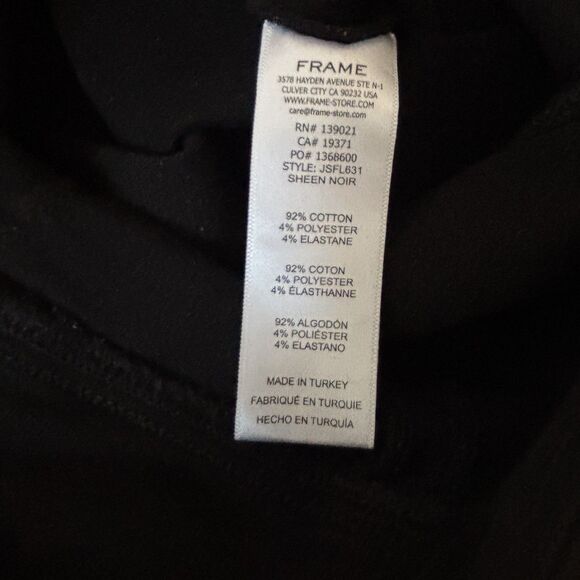 FRAME
3578 HAYDEN AVENUE STE N-1
CULVER CITY CA 90232 USA
WWW.FRAME-STORE.COM
care@frame-store.com
RN# 139021
CA# 19371
PO# 1368600
STYLE: JSFL631
SHEEN NOIR
92% COTTON
4% POLYESTER
4% ELASTANE
92% COTON
4% POLYESTER
4% ÉLASTHANNE
92% ALGODÓN
4% POLIÉSTER
4% ELASTANO
MADE IN TURKEY
FABRIQUÉ EN TURQUIE
HECHO EN TURQUÍA